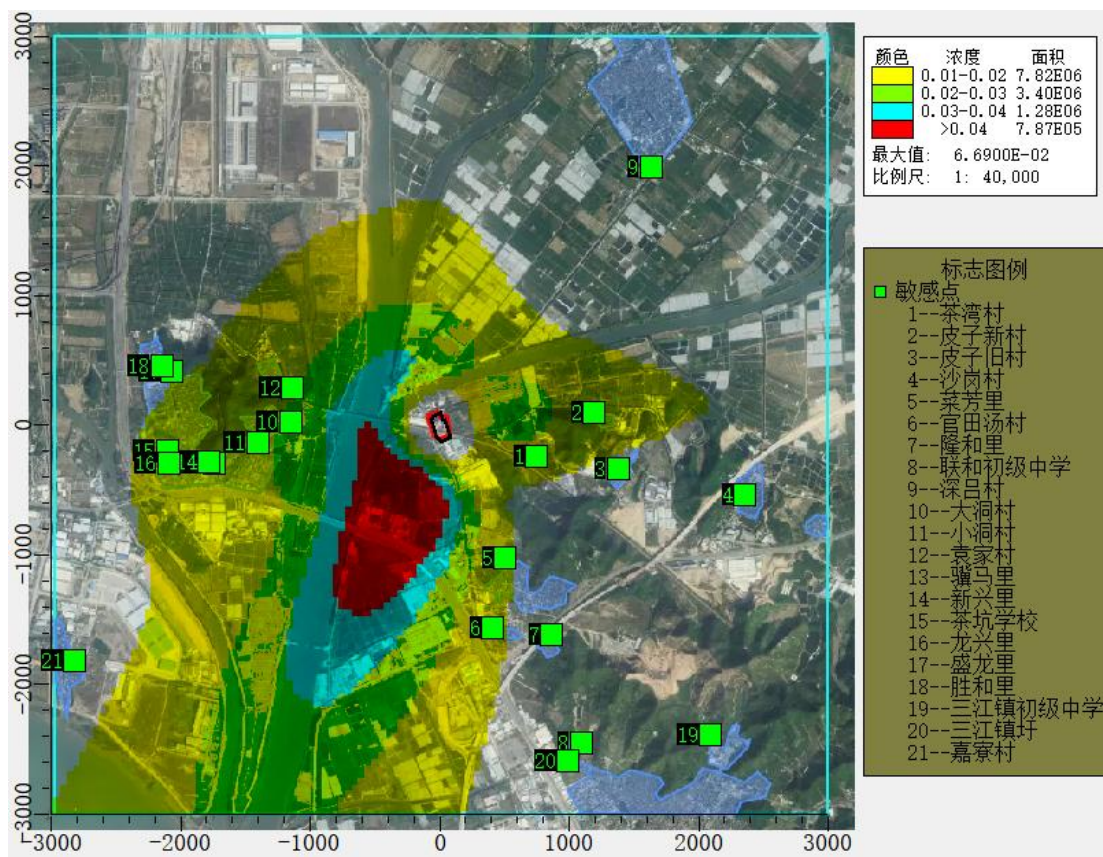 颜色 浓度 面积
0.01-0.02 7.82E06
0.02-0.03 3.40E06
0.03-0.04 1.28E06
>0.04 7.87E05
最大值: 6.6900E-02
比例尺: 1: 40,000
标志图例
敏感点
1--茶湾村
2--皮子新村
3--皮子旧村
4--沙岗村
5--菜芳里
6--官田汤村
7--隆和里
8--联和初级中学
9--深吕村
10--大洞村
11--小洞村
12--袁家村
13--骥马里
14--新兴里
15--茶坑学校
16--龙兴里
17--盛龙里
18--胜和里
19--三江镇初级中学
20--三江镇圩
21--嘉寮村
3000
2000
1000
0
-1000
-2000
-3000
-3000 -2000 -1000 0 1000 2000 3000
9
18
12
2
10
11
15
16
14
1
3
4
5
6
7
21
8
19
20